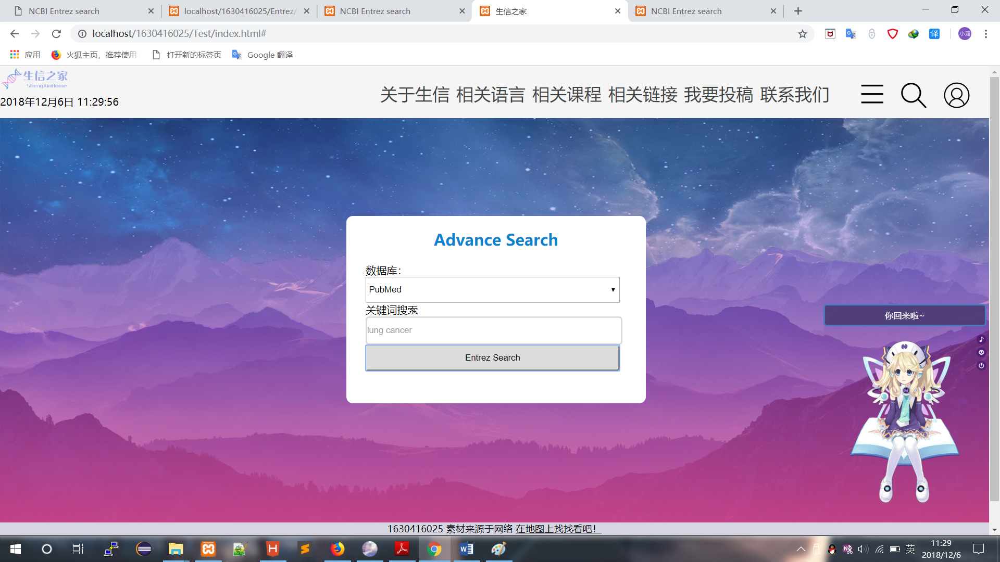 NCBI Entrez search
localhost/1630416025/Entrez/
NCBI Entrez search
生信之家
NCBI Entrez search
localhost/1630416025/Test/index.html#
译
小涵
应用
火狐主页，推荐使用
打开新的标签页
Google 翻译
生信之家
ShengXinHome
2018年12月6日 11:29:56
关于生信 相关语言 相关课程 相关链接 我要投稿 联系我们
Advance Search
数据库：
PubMed
关键词搜索
lung cancer
Entrez Search
你回来啦~
1630416025 素材来源于网络 在地图上找找看吧！
英
11:29
2018/12/6